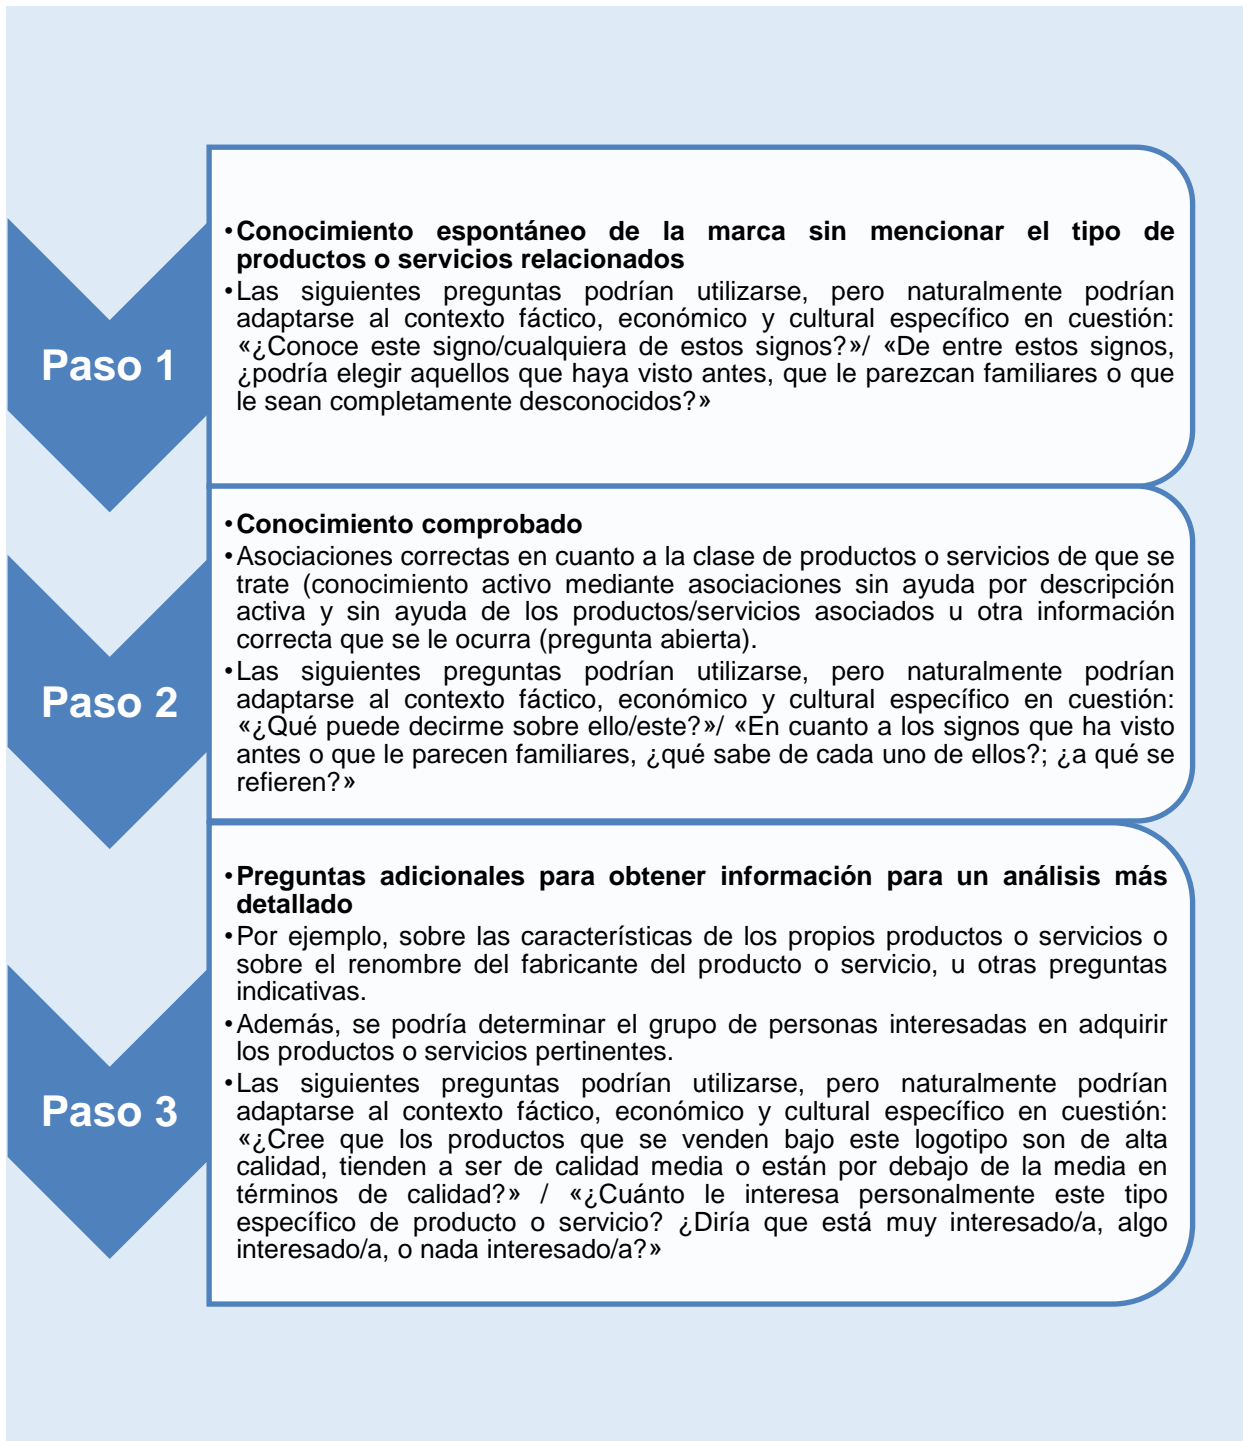 Paso 1
•Conocimiento espontáneo de la marca sin mencionar el tipo de
productos o servicios relacionados
•Las siguientes preguntas podrían utilizarse, pero naturalmente podrían
adaptarse al contexto fáctico, económico y cultural específico en cuestión:
«¿Conoce este signo/cualquiera de estos signos?»/ «De entre estos signos,
¿podría elegir aquellos que haya visto antes, que le parezcan familiares o que
le sean completamente desconocidos?»
Paso 2
•Conocimiento comprobado
•Asociaciones correctas en cuanto a la clase de productos o servicios de que se
trate (conocimiento activo mediante asociaciones sin ayuda por descripción
activa y sin ayuda de los productos/servicios asociados u otra información
correcta que se le ocurra (pregunta abierta).
•Las siguientes preguntas podrían utilizarse, pero naturalmente podrían
adaptarse al contexto fáctico, económico y cultural específico en cuestión:
«¿Qué puede decirme sobre ello/este?»/ «En cuanto a los signos que ha visto
antes o que le parecen familiares, ¿qué sabe de cada uno de ellos?; ¿a qué se
refieren?»
Paso 3
•Preguntas adicionales para obtener información para un análisis más
detallado
•Por ejemplo, sobre las características de los propios productos o servicios o
sobre el renombre del fabricante del producto o servicio, u otras preguntas
indicativas.
•Además, se podría determinar el grupo de personas interesadas en adquirir
los productos o servicios pertinentes.
•Las siguientes preguntas podrían utilizarse, pero naturalmente podrían
adaptarse al contexto fáctico, económico y cultural específico en cuestión:
«¿Cree que los productos que se venden bajo este logotipo son de alta
calidad, tienden a ser de calidad media o están por debajo de la media en
términos de calidad?» / «¿Cuánto le interesa personalmente este tipo
específico de producto o servicio? ¿Diría que está muy interesado/a, algo
interesado/a, o nada interesado/a?»